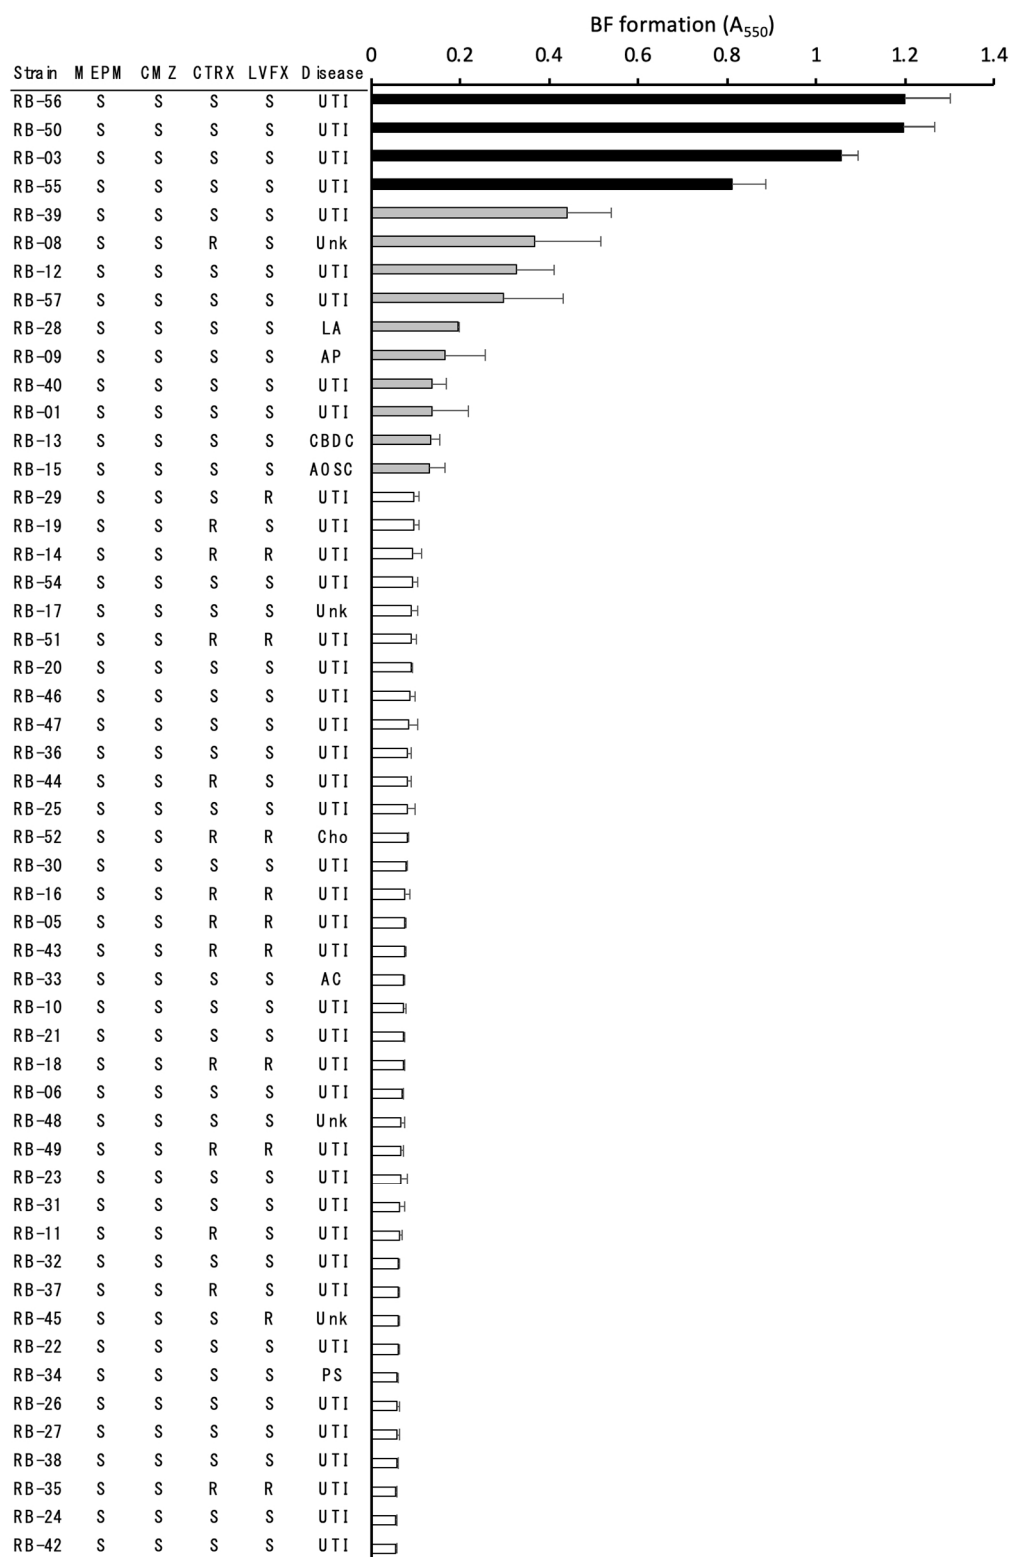 BF formation (A550)
0 0.2 0.4 0.6 0.8 1 1.2 1.4
Strain MEPM CMZ CTRX LVFX Disease
RB-56 S S S S UTI
RB-50 S S S S UTI
RB-03 S S S S UTI
RB-55 S S S S UTI
RB-39 S S S S UTI
RB-08 S S R S Unk
RB-12 S S S S UTI
RB-57 S S S S UTI
RB-28 S S S S LA
RB-09 S S S S AP
RB-40 S S S S UTI
RB-01 S S S S UTI
RB-13 S S S S CBDC
RB-15 S S S S AOSC
RB-29 S S S R UTI
RB-19 S S R S UTI
RB-14 S S R R UTI
RB-54 S S S S UTI
RB-17 S S S S Unk
RB-51 S S R R UTI
RB-20 S S S S UTI
RB-46 S S S S UTI
RB-47 S S S S UTI
RB-36 S S S S UTI
RB-44 S S R S UTI
RB-25 S S S S UTI
RB-52 S S R R Cho
RB-30 S S S S UTI
RB-16 S S R R UTI
RB-05 S S R R UTI
RB-43 S S R R UTI
RB-33 S S S S AC
RB-10 S S S S UTI
RB-21 S S S S UTI
RB-18 S S R R UTI
RB-06 S S S S UTI
RB-48 S S S S Unk
RB-49 S S R R UTI
RB-23 S S S S UTI
RB-31 S S S S UTI
RB-11 S S R S UTI
RB-32 S S S S UTI
RB-37 S S R S UTI
RB-45 S S S R Unk
RB-22 S S S S UTI
RB-34 S S S S PS
RB-26 S S S S UTI
RB-27 S S S S UTI
RB-38 S S S S UTI
RB-35 S S R R UTI
RB-24 S S S S UTI
RB-42 S S S S UTI